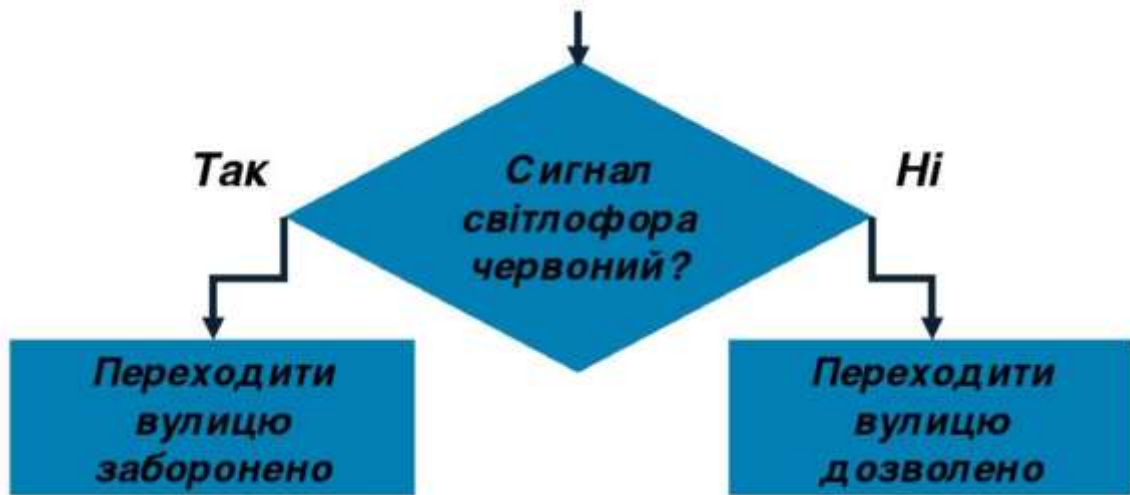 Так
Сигнал
світлофора
червоний?
Ні
Переходити
вулицю
заборонено
Переходити
вулицю
дозволено